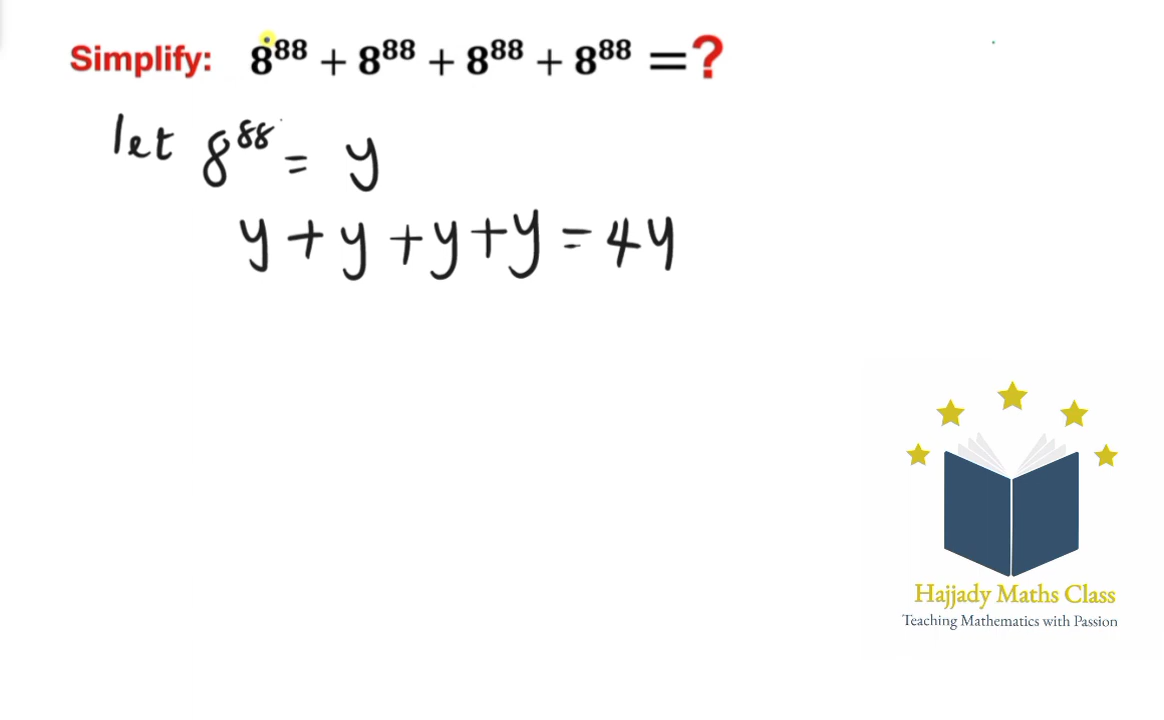 Simplify: 8⁸⁸ + 8⁸⁸ + 8⁸⁸ + 8⁸⁸ =?
let 8⁸⁸ = y
y + y + y + y = 4y
Hajjady Maths Class
Teaching Mathematics with Passion